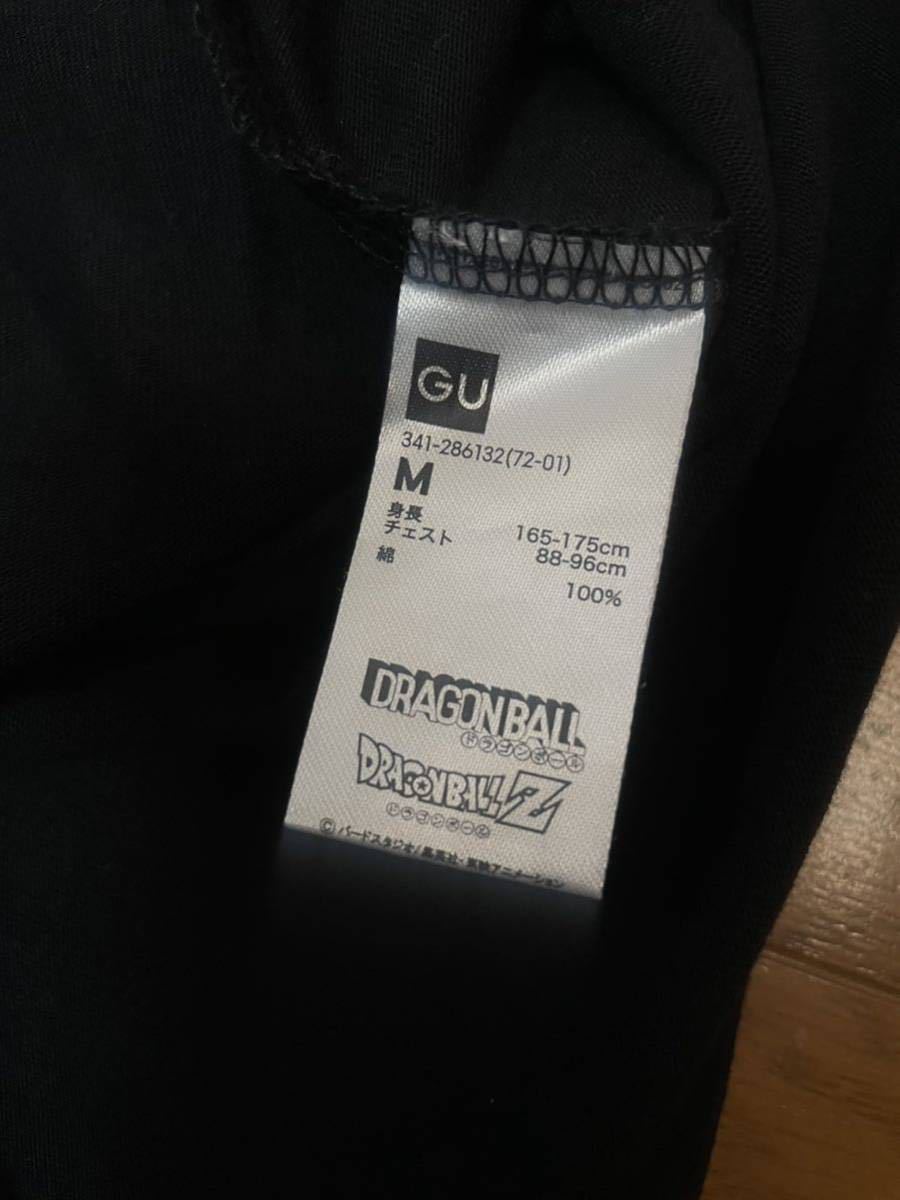 GU
341-286132(72-01)
M
身長 165-175cm
チェスト 88-96cm
綿 100%
DRAGONBALL
ドラゴンボール
DRAGONBALL Z
ドラゴンボール
© バードスタジオ/集英社・東映アニメーション